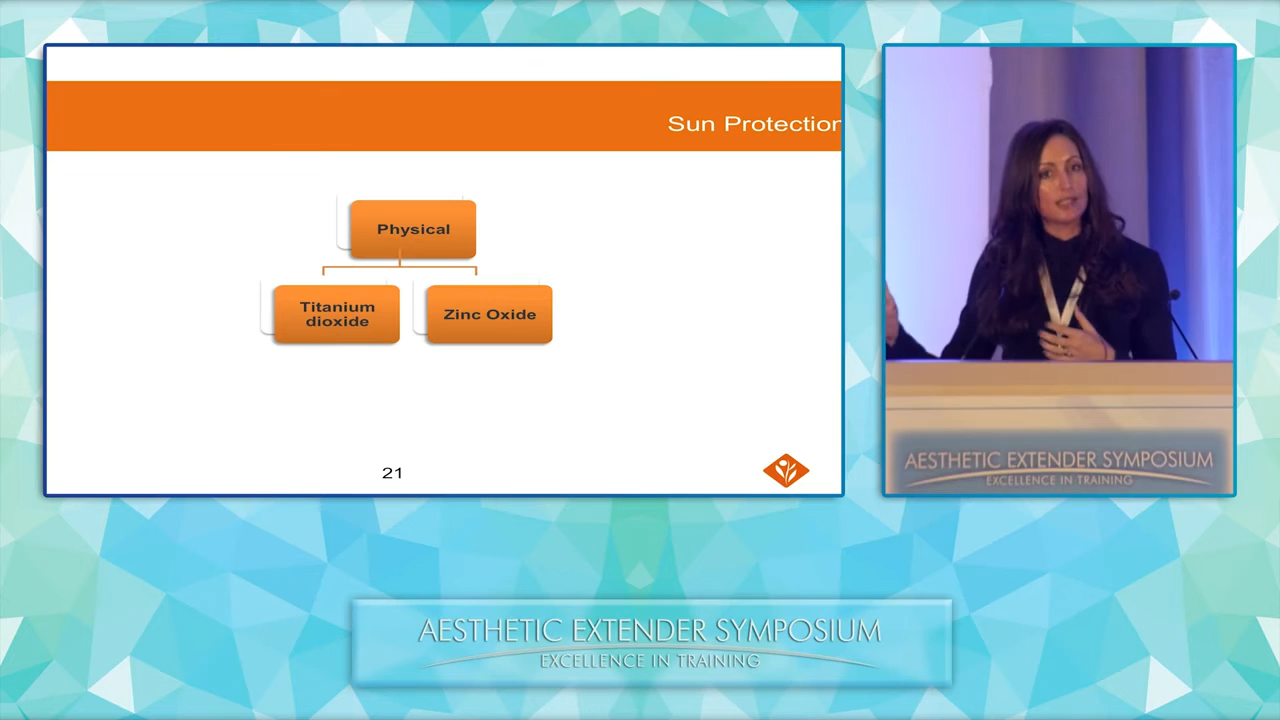 Sun Protection
Physical
Titanium
dioxide
Zinc Oxide
21
AESTHETIC EXTENDER SYMPOSIUM
EXCELLENCE IN TRAINING
AESTHETIC EXTENDER SYMPOSIUM
EXCELLENCE IN TRAINING